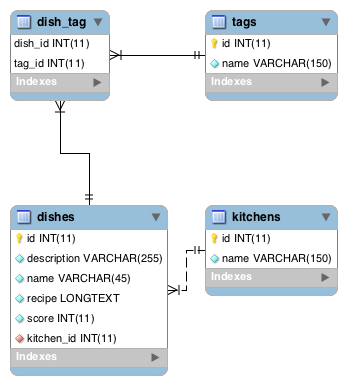 dish_tag
dish_id INT(11)
tag_id INT(11)
Indexes
tags
id INT(11)
name VARCHAR(150)
Indexes
dishes
id INT(11)
description VARCHAR(255)
name VARCHAR(45)
recipe LONGTEXT
score INT(11)
kitchen_id INT(11)
Indexes
kitchens
id INT(11)
name VARCHAR(150)
Indexes